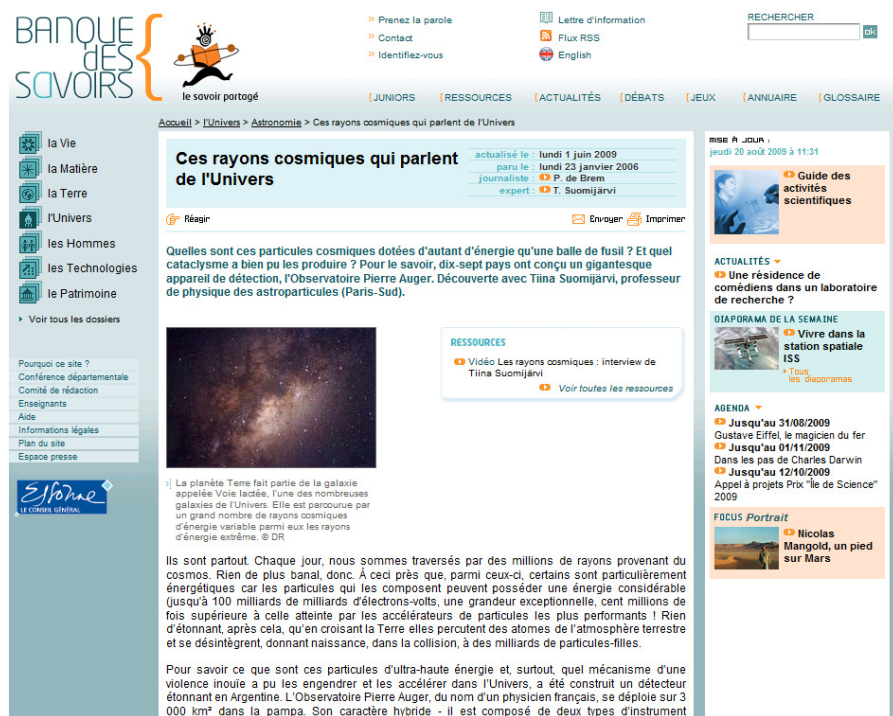 BANQUE
DES
SAVOIRS
le savoir partagé
Prenez la parole
Contact
Identifiez-vous
Lettre d'information
Flux RSS
English
RECHERCHER
ok
JUNIORS
RESSOURCES
ACTUALITÉS
DÉBATS
JEUX
ANNUAIRE
GLOSSAIRE
la Vie
la Matière
la Terre
l'Univers
les Hommes
les Technologies
le Patrimoine
Voir tous les dossiers
Pourquoi ce site ?
Conférence départementale
Comité de rédaction
Enseignants
Aide
Informations légales
Plan du site
Espace presse
Essonne
LE CONSEIL GÉNÉRAL
Accueil > l'Univers > Astronomie > Ces rayons cosmiques qui parlent de l'Univers
Ces rayons cosmiques qui parlent
de l'Univers
actualisé le : lundi 1 juin 2009
paru le : lundi 23 janvier 2006
journaliste : P. de Brem
expert : T. Suomijärvi
Réagir
Envoyer
Imprimer
Quelles sont ces particules cosmiques dotées d'autant d'énergie qu'une balle de fusil ? Et quel
cataclysme a bien pu les produire ? Pour le savoir, dix-sept pays ont conçu un gigantesque
appareil de détection, l'Observatoire Pierre Auger. Découverte avec Tiina Suomijärvi, professeur
de physique des astroparticules (Paris-Sud).
RESSOURCES
Vidéo Les rayons cosmiques : interview de
Tiina Suomijärvi
Voir toutes les ressources
La planète Terre fait partie de la galaxie
appelée Voie lactée, l'une des nombreuses
galaxies de l'Univers. Elle est parcourue par
un grand nombre de rayons cosmiques
d'énergie variable parmi eux les rayons
d'énergie extrême. © DR
Ils sont partout. Chaque jour, nous sommes traversés par des millions de rayons provenant du
cosmos. Rien de plus banal, donc. À ceci près que, parmi ceux-ci, certains sont particulièrement
énergétiques car les particules qui les composent peuvent posséder une énergie considérable
(jusqu'à 100 milliards de milliards d'électrons-volts, une grandeur exceptionnelle, cent millions de
fois supérieure à celle atteinte par les accélérateurs de particules les plus performants ! Rien
d'étonnant, après cela, qu'en croisant la Terre elles percutent des atomes de l'atmosphère terrestre
et se désintègrent, donnant naissance, dans la collision, à des milliards de particules-filles.
Pour savoir ce que sont ces particules d'ultra-haute énergie et, surtout, quel mécanisme d'une
violence inouïe a pu les engendrer et les accélérer dans l'Univers, a été construit un détecteur
étonnant en Argentine. L'Observatoire Pierre Auger, du nom d'un physicien français, se déploie sur 3
000 km² dans la pampa. Son caractère hybride - il est composé de deux types d'instrument
MISE À JOUR :
jeudi 20 août 2009 à 11:31
Guide des
activités
scientifiques
ACTUALITÉS
Une résidence de
comédiens dans un laboratoire
de recherche ?
DIAPORAMA DE LA SEMAINE
Vivre dans la
station spatiale
ISS
Tous
les diaporamas
AGENDA
Jusqu'au 31/08/2009
Gustave Eiffel, le magicien du fer
Jusqu'au 01/11/2009
Dans les pas de Charles Darwin
Jusqu'au 12/10/2009
Appel à projets Prix "Île de Science"
2009
FOCUS Portrait
Nicolas
Mangold, un pied
sur Mars